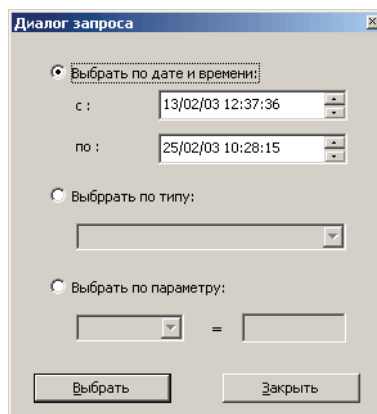 Диалог запроса
Выбрать по дате и времени:
с : 13/02/03 12:37:36
по : 25/02/03 10:28:15
Выбррать по типу:
Выбрать по параметру:
=
Выбрать Закрыть